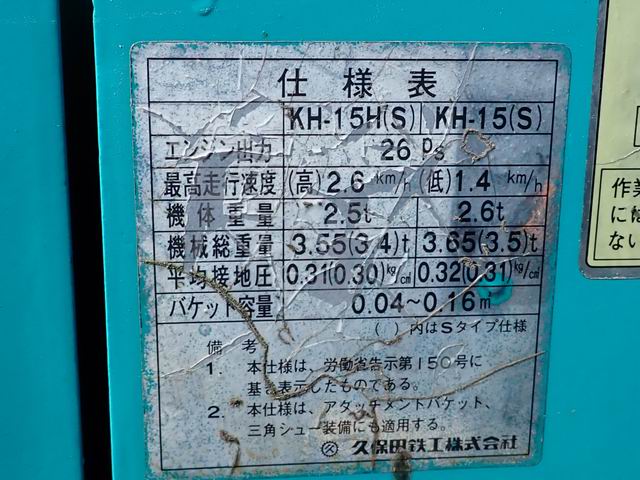 仕様表
KH-15H(S) KH-15(S)
エンジン出力 26 Ps
最高走行速度 (高)2.6 km/h (低)1.4 km/h
機体重量 2.5t 2.6t
機械総重量 3.55(3.4)t 3.65(3.5)t
平均接地圧 0.31(0.30)kg/cm 0.32(0.31)kg/cm
バケット容量 0.04~0.16m³
( )内はSタイプ仕様
備考
1. 本仕様は、労働省告示第150号に
基き表示したものである。
2. 本仕様は、アタッチメントバケット、
三角シュー装備にも適用する。
久保田鉄工株式会社
作業
ない